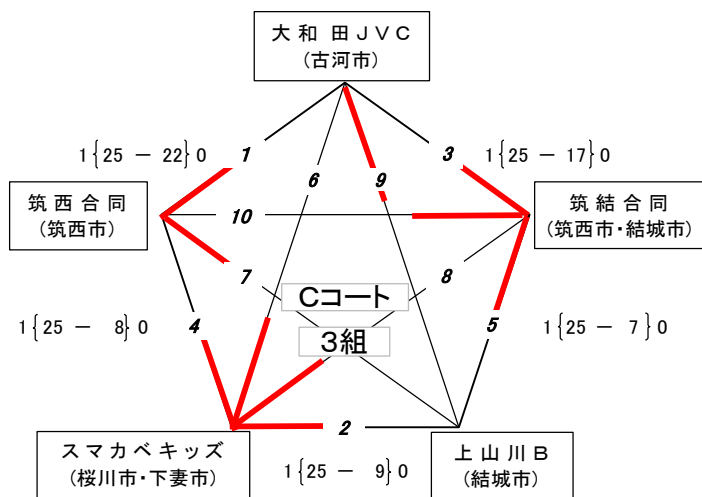 大和田JVC
(古河市)
1{25 － 22}0
1
3
1{25 － 17}0
6
9
筑西合同
(筑西市)
10
筑結合同
(筑西市・結城市)
7
8
Cコート
1{25 － 8}0
4
3組
5
1{25 － 7}0
スマカベキッズ
(桜川市・下妻市)
2
上山川B
(結城市)
1{25 － 9}0